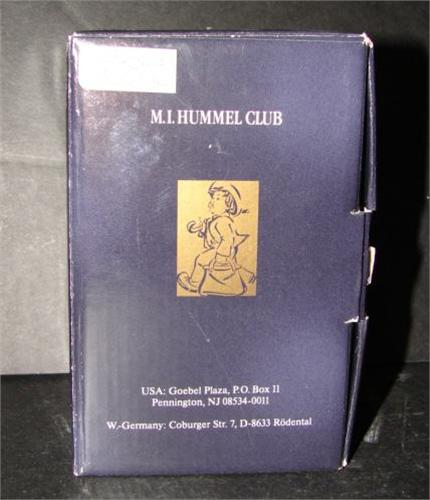 M.I. HUMMEL CLUB
USA: Goebel Plaza, P.O. Box 11
Pennington, NJ 08534-0011
W.-Germany: Coburger Str. 7, D-8633 Rödental